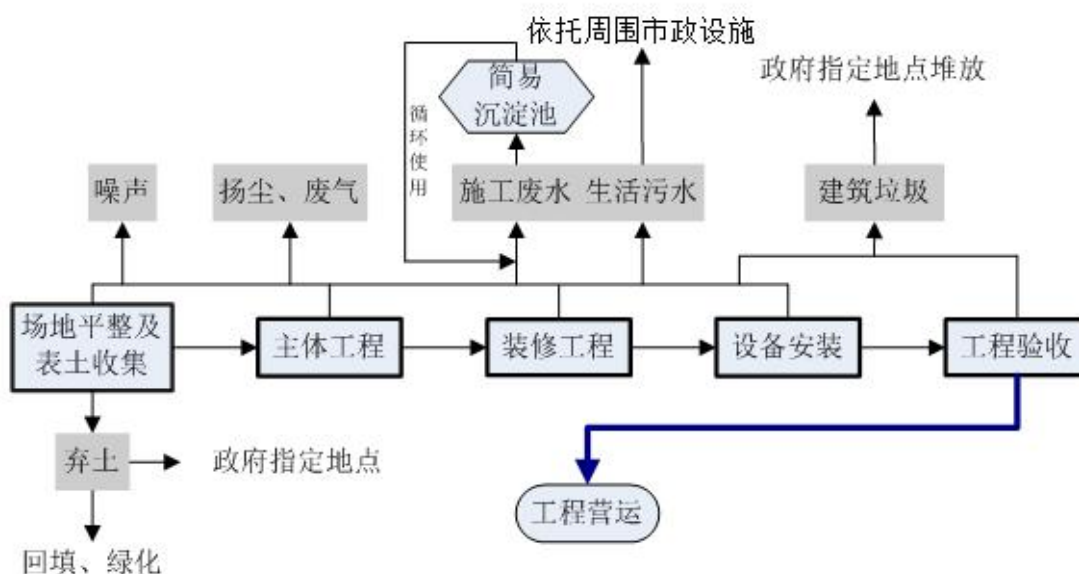 依托周围市政设施
简易
沉淀池
政府指定地点堆放
循环使用
噪声
扬尘、废气
施工废水
生活污水
建筑垃圾
场地平整及
表土收集
主体工程
装修工程
设备安装
工程验收
弃土
政府指定地点
工程营运
回填、绿化